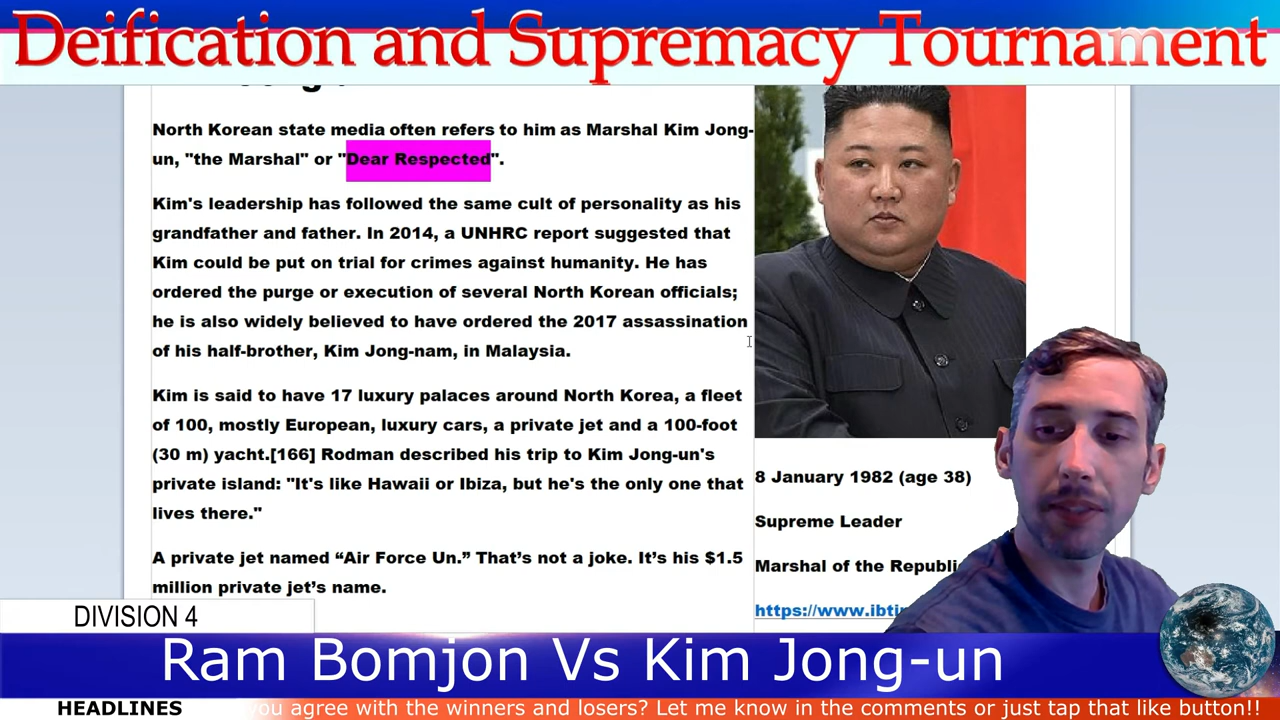 Deification and Supremacy Tournament
North Korean state media often refers to him as Marshal Kim Jong-
un, "the Marshal" or "Dear Respected".
Kim's leadership has followed the same cult of personality as his
grandfather and father. In 2014, a UNHRC report suggested that
Kim could be put on trial for crimes against humanity. He has
ordered the purge or execution of several North Korean officials;
he is also widely believed to have ordered the 2017 assassination
of his half-brother, Kim Jong-nam, in Malaysia.
Kim is said to have 17 luxury palaces around North Korea, a fleet
of 100, mostly European, luxury cars, a private jet and a 100-foot
(30 m) yacht.[166] Rodman described his trip to Kim Jong-un's
private island: "It's like Hawaii or Ibiza, but he's the only one that
lives there."
A private jet named “Air Force Un.” That’s not a joke. It’s his $1.5
million private jet’s name.
8 January 1982 (age 38)
Supreme Leader
Marshal of the Republi
https://www.ibti
DIVISION 4
Ram Bomjon Vs Kim Jong-un
HEADLINES
you agree with the winners and losers? Let me know in the comments or just tap that like button!!